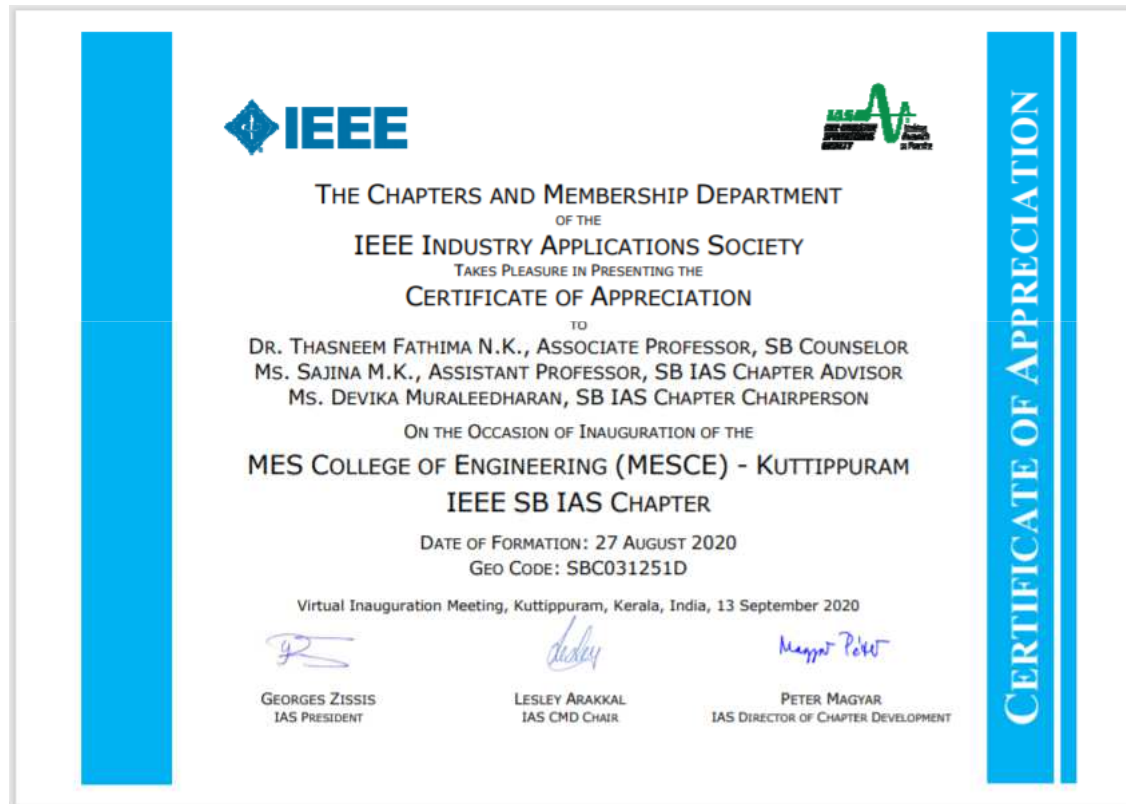 IEEE
IAS
THE CHAPTERS AND MEMBERSHIP DEPARTMENT
OF THE
IEEE INDUSTRY APPLICATIONS SOCIETY
TAKES PLEASURE IN PRESENTING THE
CERTIFICATE OF APPRECIATION
TO
DR. THASNEEM FATHIMA N.K., ASSOCIATE PROFESSOR, SB COUNSELOR
MS. SAJINA M.K., ASSISTANT PROFESSOR, SB IAS CHAPTER ADVISOR
MS. DEVIKA MURALEEDHARAN, SB IAS CHAPTER CHAIRPERSON
ON THE OCCASION OF INAUGURATION OF THE
MES COLLEGE OF ENGINEERING (MESCE) - KUTTIPPURAM
IEEE SB IAS CHAPTER
DATE OF FORMATION: 27 AUGUST 2020
GEO CODE: SBC031251D
Virtual Inauguration Meeting, Kuttippuram, Kerala, India, 13 September 2020
Lesley
Magyar Péter
GEORGES ZISSIS
IAS PRESIDENT
LESLEY ARAKKAL
IAS CMD CHAIR
PETER MAGYAR
IAS DIRECTOR OF CHAPTER DEVELOPMENT
CERTIFICATE OF APPRECIATION